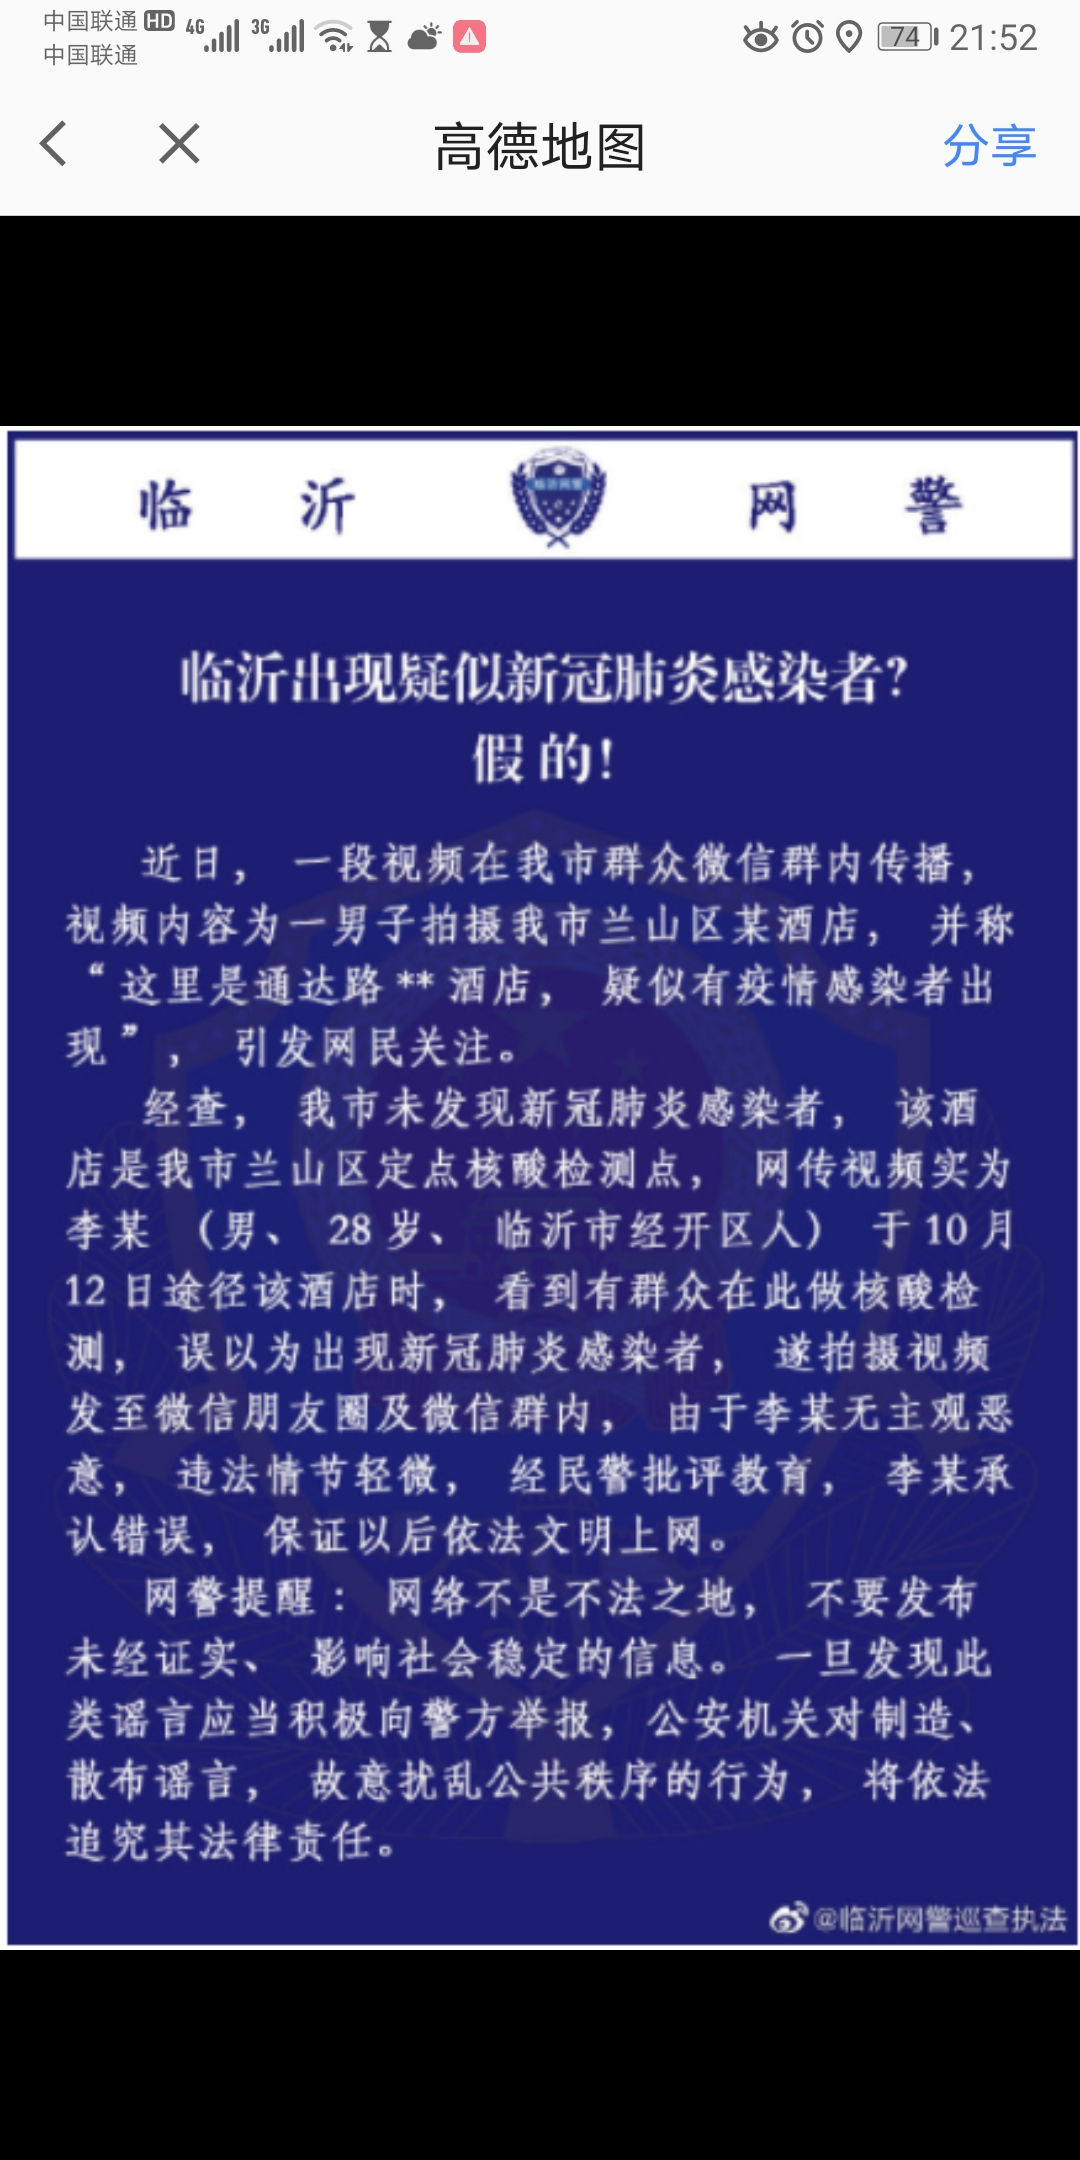 中国联通 HD 4G 3G 74 21:52
中国联通
高德地图 分享
临沂 临沂网警 网警
临沂出现疑似新冠肺炎感染者?
假的!
近日，一段视频在我市群众微信群内传播，
视频内容为一男子拍摄我市兰山区某酒店，并称
“这里是通达路**酒店，疑似有疫情感染者出
现”，引发网民关注。
经查，我市未发现新冠肺炎感染者，该酒
店是我市兰山区定点核酸检测点，网传视频实为
李某（男、28岁、临沂市经开区人）于10月
12日途径该酒店时，看到有群众在此做核酸检
测，误以为出现新冠肺炎感染者，遂拍摄视频
发至微信朋友圈及微信群内，由于李某无主观恶
意，违法情节轻微，经民警批评教育，李某承
认错误，保证以后依法文明上网。
网警提醒：网络不是不法之地，不要发布
未经证实、影响社会稳定的信息。一旦发现此
类谣言应当积极向警方举报，公安机关对制造、
散布谣言，故意扰乱公共秩序的行为，将依法
追究其法律责任。
@临沂网警巡查执法